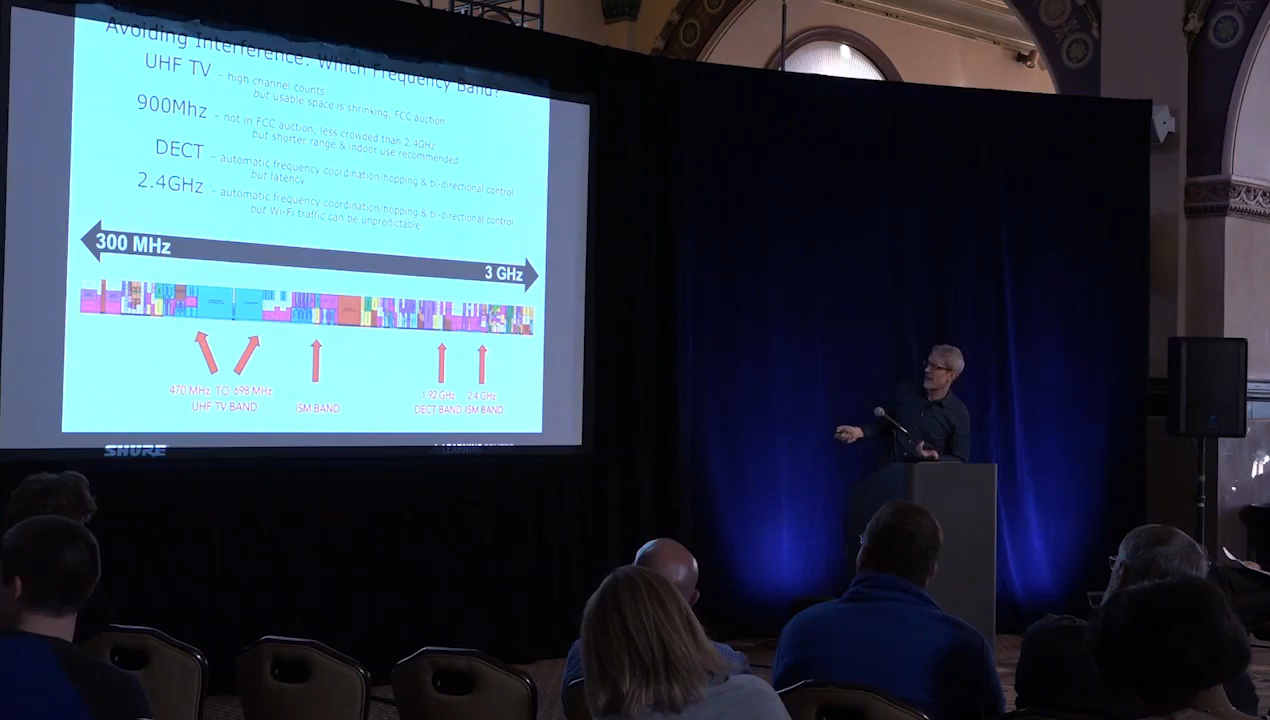 Avoiding Interference: Which Frequency Band?
UHF TV – high channel counts
but usable space is shrinking, FCC auction
900Mhz – not in FCC auction, less crowded than 2.4GHz
but shorter range & indoor use recommended
DECT – automatic frequency coordination/hopping & bi-directional control
but latency
2.4GHz – automatic frequency coordination/hopping & bi-directional control
but Wi-Fi traffic can be unpredictable
300 MHz
3 GHz
470 MHz TO 698 MHz
UHF TV BAND
ISM BAND
1.92 GHz
DECT BAND
2.4 GHz
ISM BAND
SHURE
LEARNING